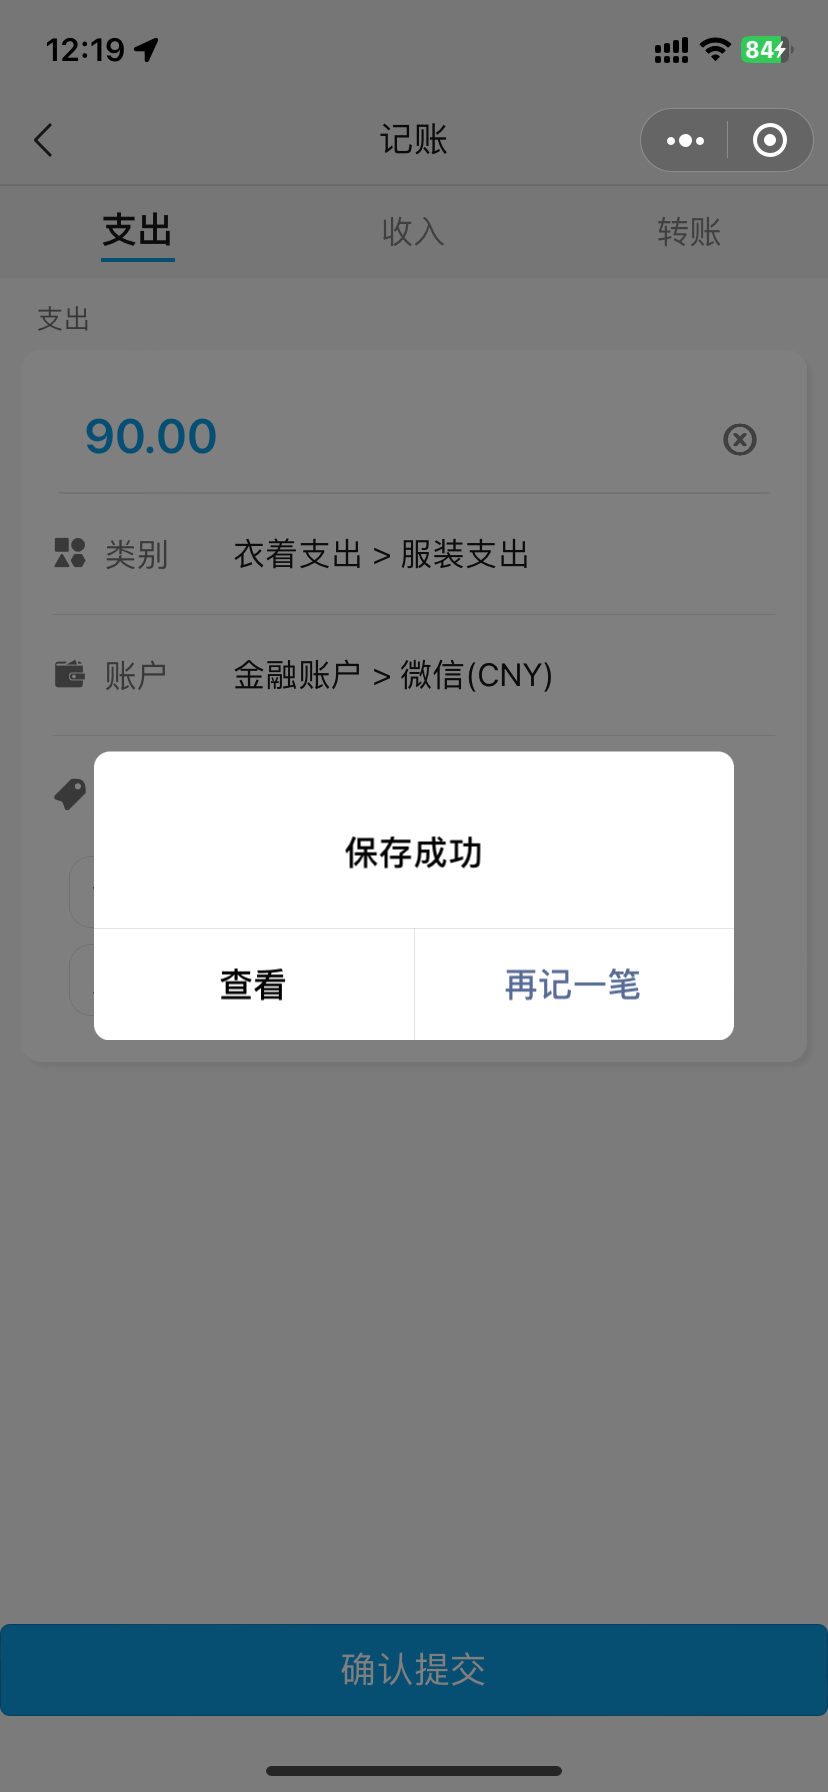 12:19
84
记账
支出
收入
转账
支出
90.00
类别
衣着支出 > 服装支出
账户
金融账户 > 微信(CNY)
保存成功
查看
再记一笔
确认提交